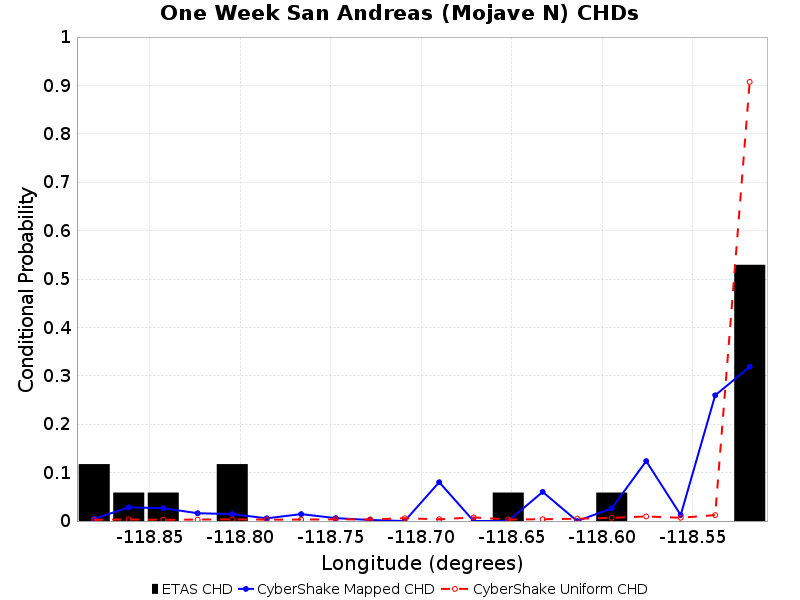 One Week San Andreas (Mojave N) CHDs
Conditional Probability
1
0.9
0.8
0.7
0.6
0.5
0.4
0.3
0.2
0.1
0
-118.85 -118.80 -118.75 -118.70 -118.65 -118.60 -118.55
Longitude (degrees)
ETAS CHD CyberShake Mapped CHD CyberShake Uniform CHD